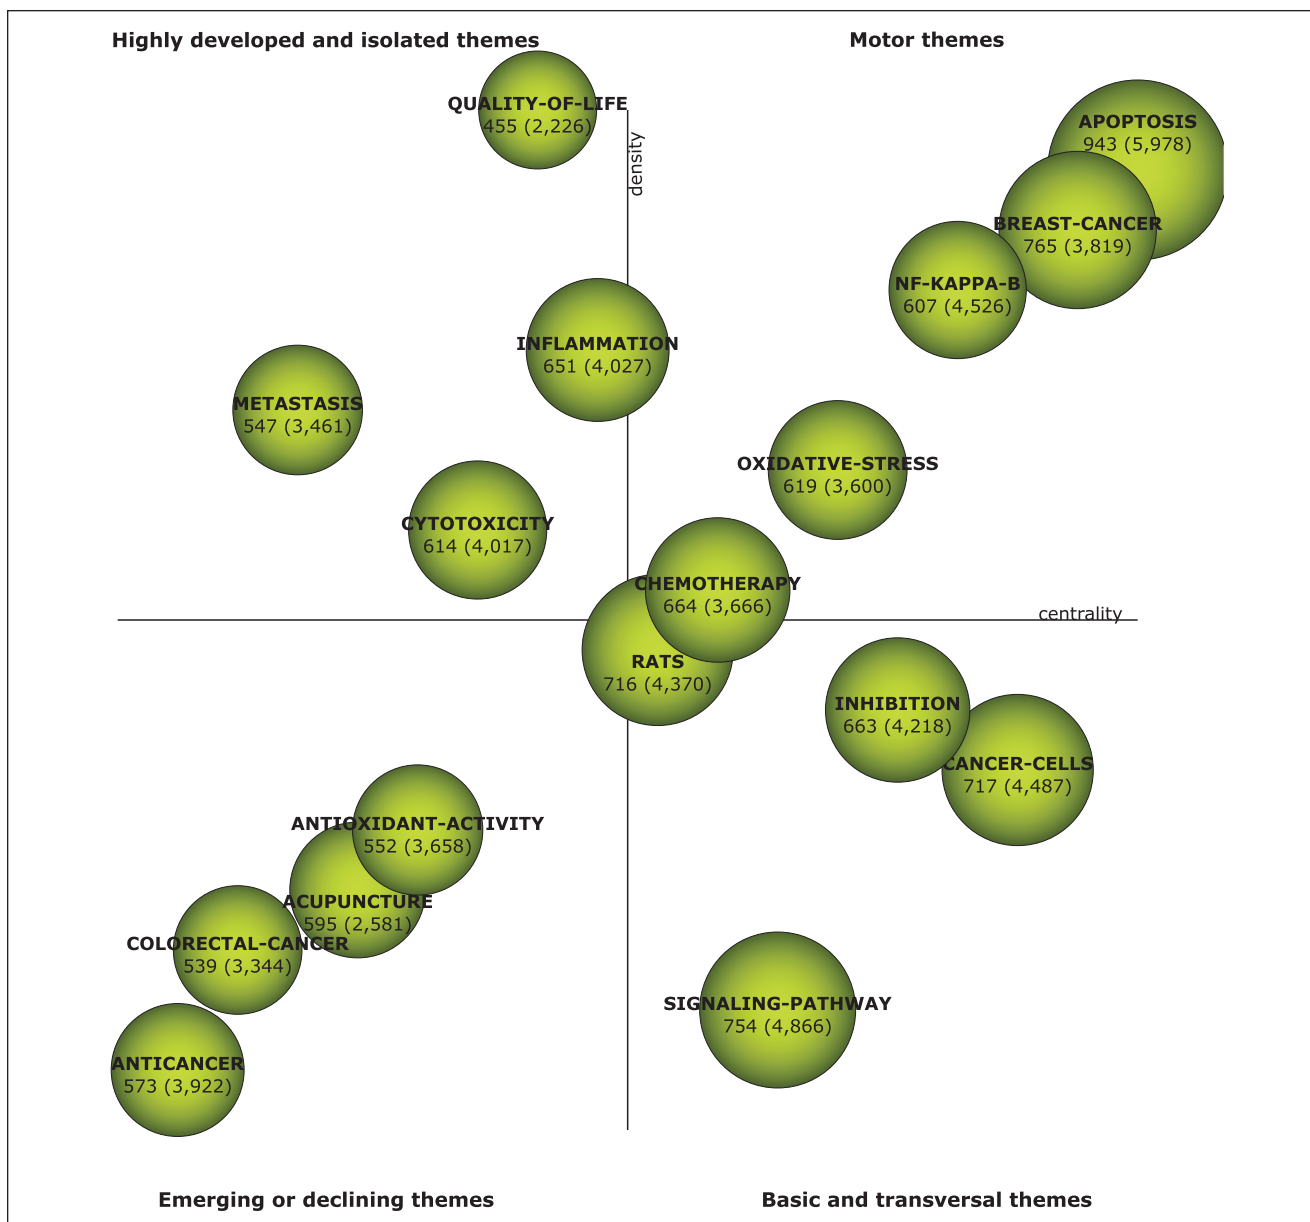 Highly developed and isolated themes
Motor themes
QUALITY-OF-LIFE
455 (2,226)
density
APOPTOSIS
943 (5,978)
BREAST-CANCER
765 (3,819)
NF-KAPPA-B
607 (4,526)
INFLAMMATION
651 (4,027)
METASTASIS
547 (3,461)
OXIDATIVE-STRESS
619 (3,600)
CYTOTOXICITY
614 (4,017)
CHEMOTHERAPY
664 (3,666)
centrality
RATS
716 (4,370)
INHIBITION
663 (4,218)
CANCER-CELLS
717 (4,487)
ANTIOXIDANT-ACTIVITY
552 (3,658)
ACUPUNCTURE
595 (2,581)
COLORECTAL-CANCER
539 (3,344)
SIGNALING-PATHWAY
754 (4,866)
ANTICANCER
573 (3,922)
Emerging or declining themes
Basic and transversal themes